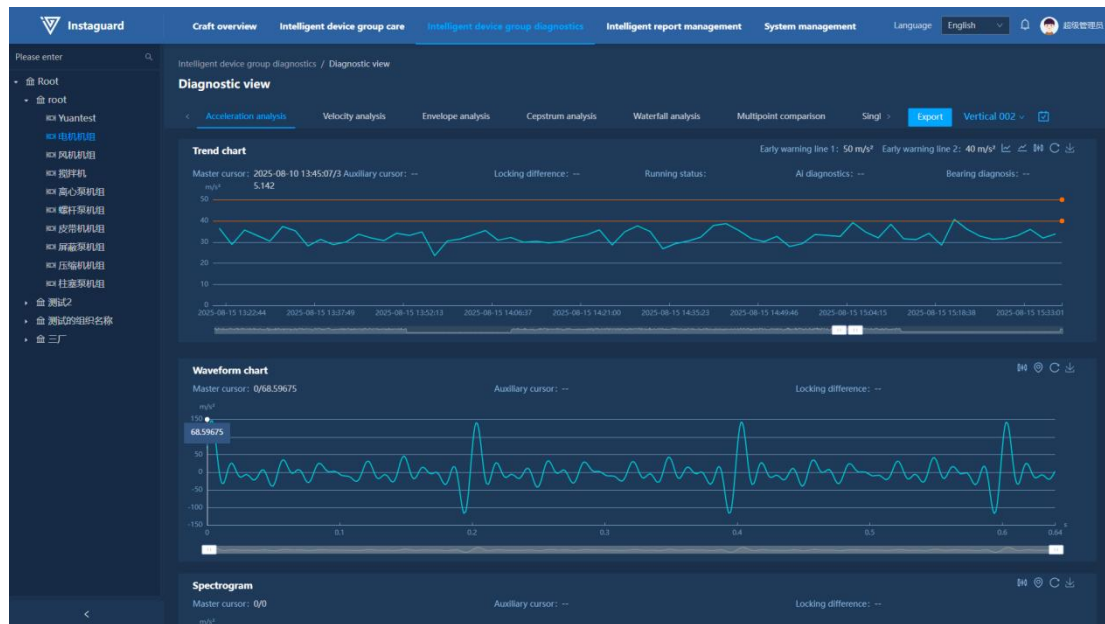 Instaguard
Craft overview
Intelligent device group care
Intelligent device group diagnostics
Intelligent report management
System management
Language
English
超级管理员
Please enter
Root
root
Yuantest
电机机组
风机机组
搅拌机
离心泵机组
螺杆泵机组
皮带机机组
屏蔽泵机组
压缩机机组
柱塞泵机组
测试2
测试的组织名称
三厂
Intelligent device group diagnostics / Diagnostic view
Diagnostic view
Acceleration analysis
Velocity analysis
Envelope analysis
Cepstrum analysis
Waterfall analysis
Multipoint comparison
Singl
Export
Vertical 002
Trend chart
Early warning line 1: 50 m/s² Early warning line 2: 40 m/s²
Master cursor: 2025-08-10 13:45:07/3 Auxiliary cursor: --
5.142
Locking difference: --
Running status:
Ai diagnostics: --
Bearing diagnosis: --
m/s²
50
40
30
20
10
0
2025-08-15 13:22:44
2025-08-15 13:37:49
2025-08-15 13:52:13
2025-08-15 14:06:37
2025-08-15 14:21:00
2025-08-15 14:35:23
2025-08-15 14:49:46
2025-08-15 15:04:15
2025-08-15 15:18:38
2025-08-15 15:33:01
Waveform chart
Master cursor: 0/68.59675
Auxiliary cursor: --
Locking difference: --
m/s²
150
68.59675
50
0
-50
-100
-150
0
0.1
0.2
0.3
0.4
0.5
0.6
0.64
s
Spectrogram
Master cursor: 0/0
Auxiliary cursor: --
Locking difference: --
m/s²